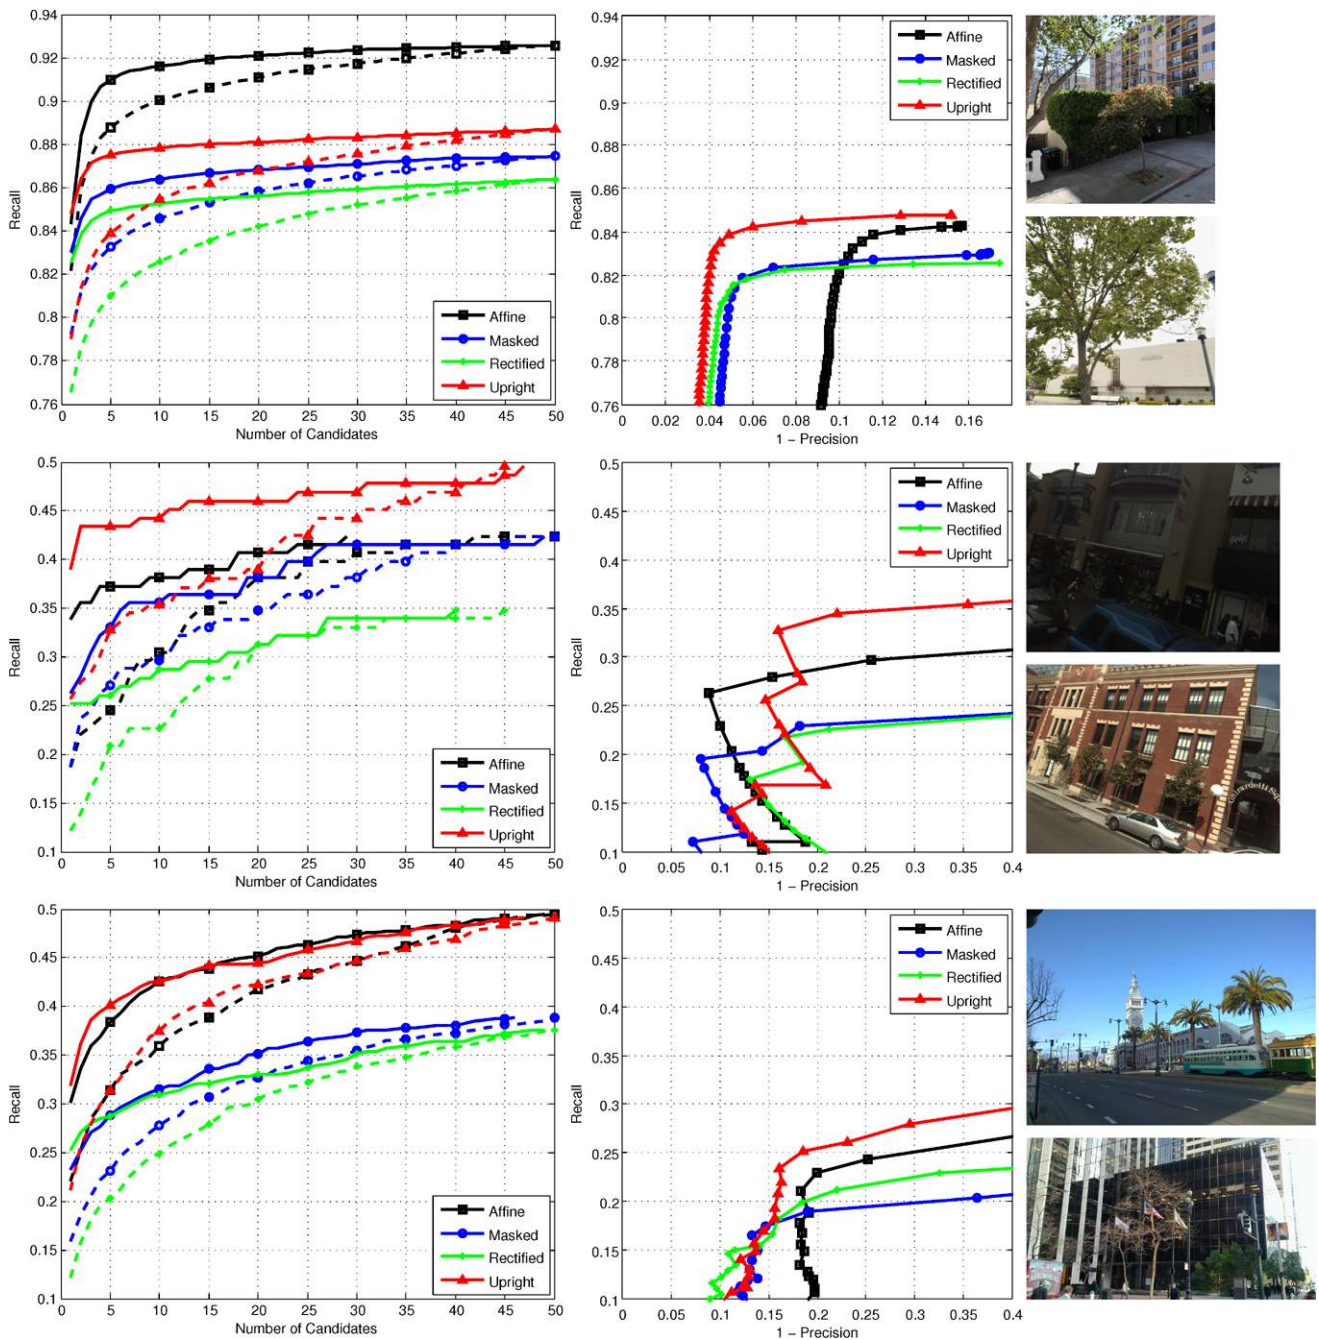 0.94
0.92
0.9
0.88
0.86
0.84
0.82
0.8
0.78
0.76
Recall
0 5 10 15 20 25 30 35 40 45 50
Number of Candidates
Affine
Masked
Rectified
Upright
0.94
0.92
0.9
0.88
0.86
0.84
0.82
0.8
0.78
0.76
Recall
0 0.02 0.04 0.06 0.08 0.1 0.12 0.14 0.16
1 – Precision
Affine
Masked
Rectified
Upright
0.5
0.45
0.4
0.35
0.3
0.25
0.2
0.15
0.1
Recall
0 5 10 15 20 25 30 35 40 45 50
Number of Candidates
Affine
Masked
Rectified
Upright
0.5
0.45
0.4
0.35
0.3
0.25
0.2
0.15
0.1
Recall
0 0.05 0.1 0.15 0.2 0.25 0.3 0.35 0.4
1 – Precision
Affine
Masked
Rectified
Upright
0.5
0.45
0.4
0.35
0.3
0.25
0.2
0.15
0.1
Recall
0 5 10 15 20 25 30 35 40 45 50
Number of Candidates
Affine
Masked
Rectified
Upright
0.5
0.45
0.4
0.35
0.3
0.25
0.2
0.15
0.1
Recall
0 0.05 0.1 0.15 0.2 0.25 0.3 0.35 0.4
1 – Precision
Affine
Masked
Rectified
Upright